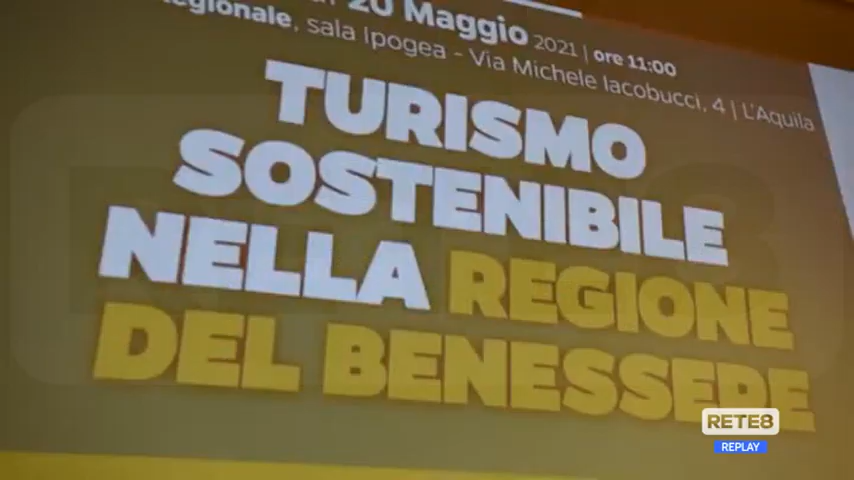 20 Maggio 2021 | ore 11:00
egionale, sala Ipogea - Via Michele Iacobucci, 4 | L'Aquila
TURISMO
SOSTENIBILE
NELLA REGIONE
DEL BENESSERE
RETE8
REPLAY